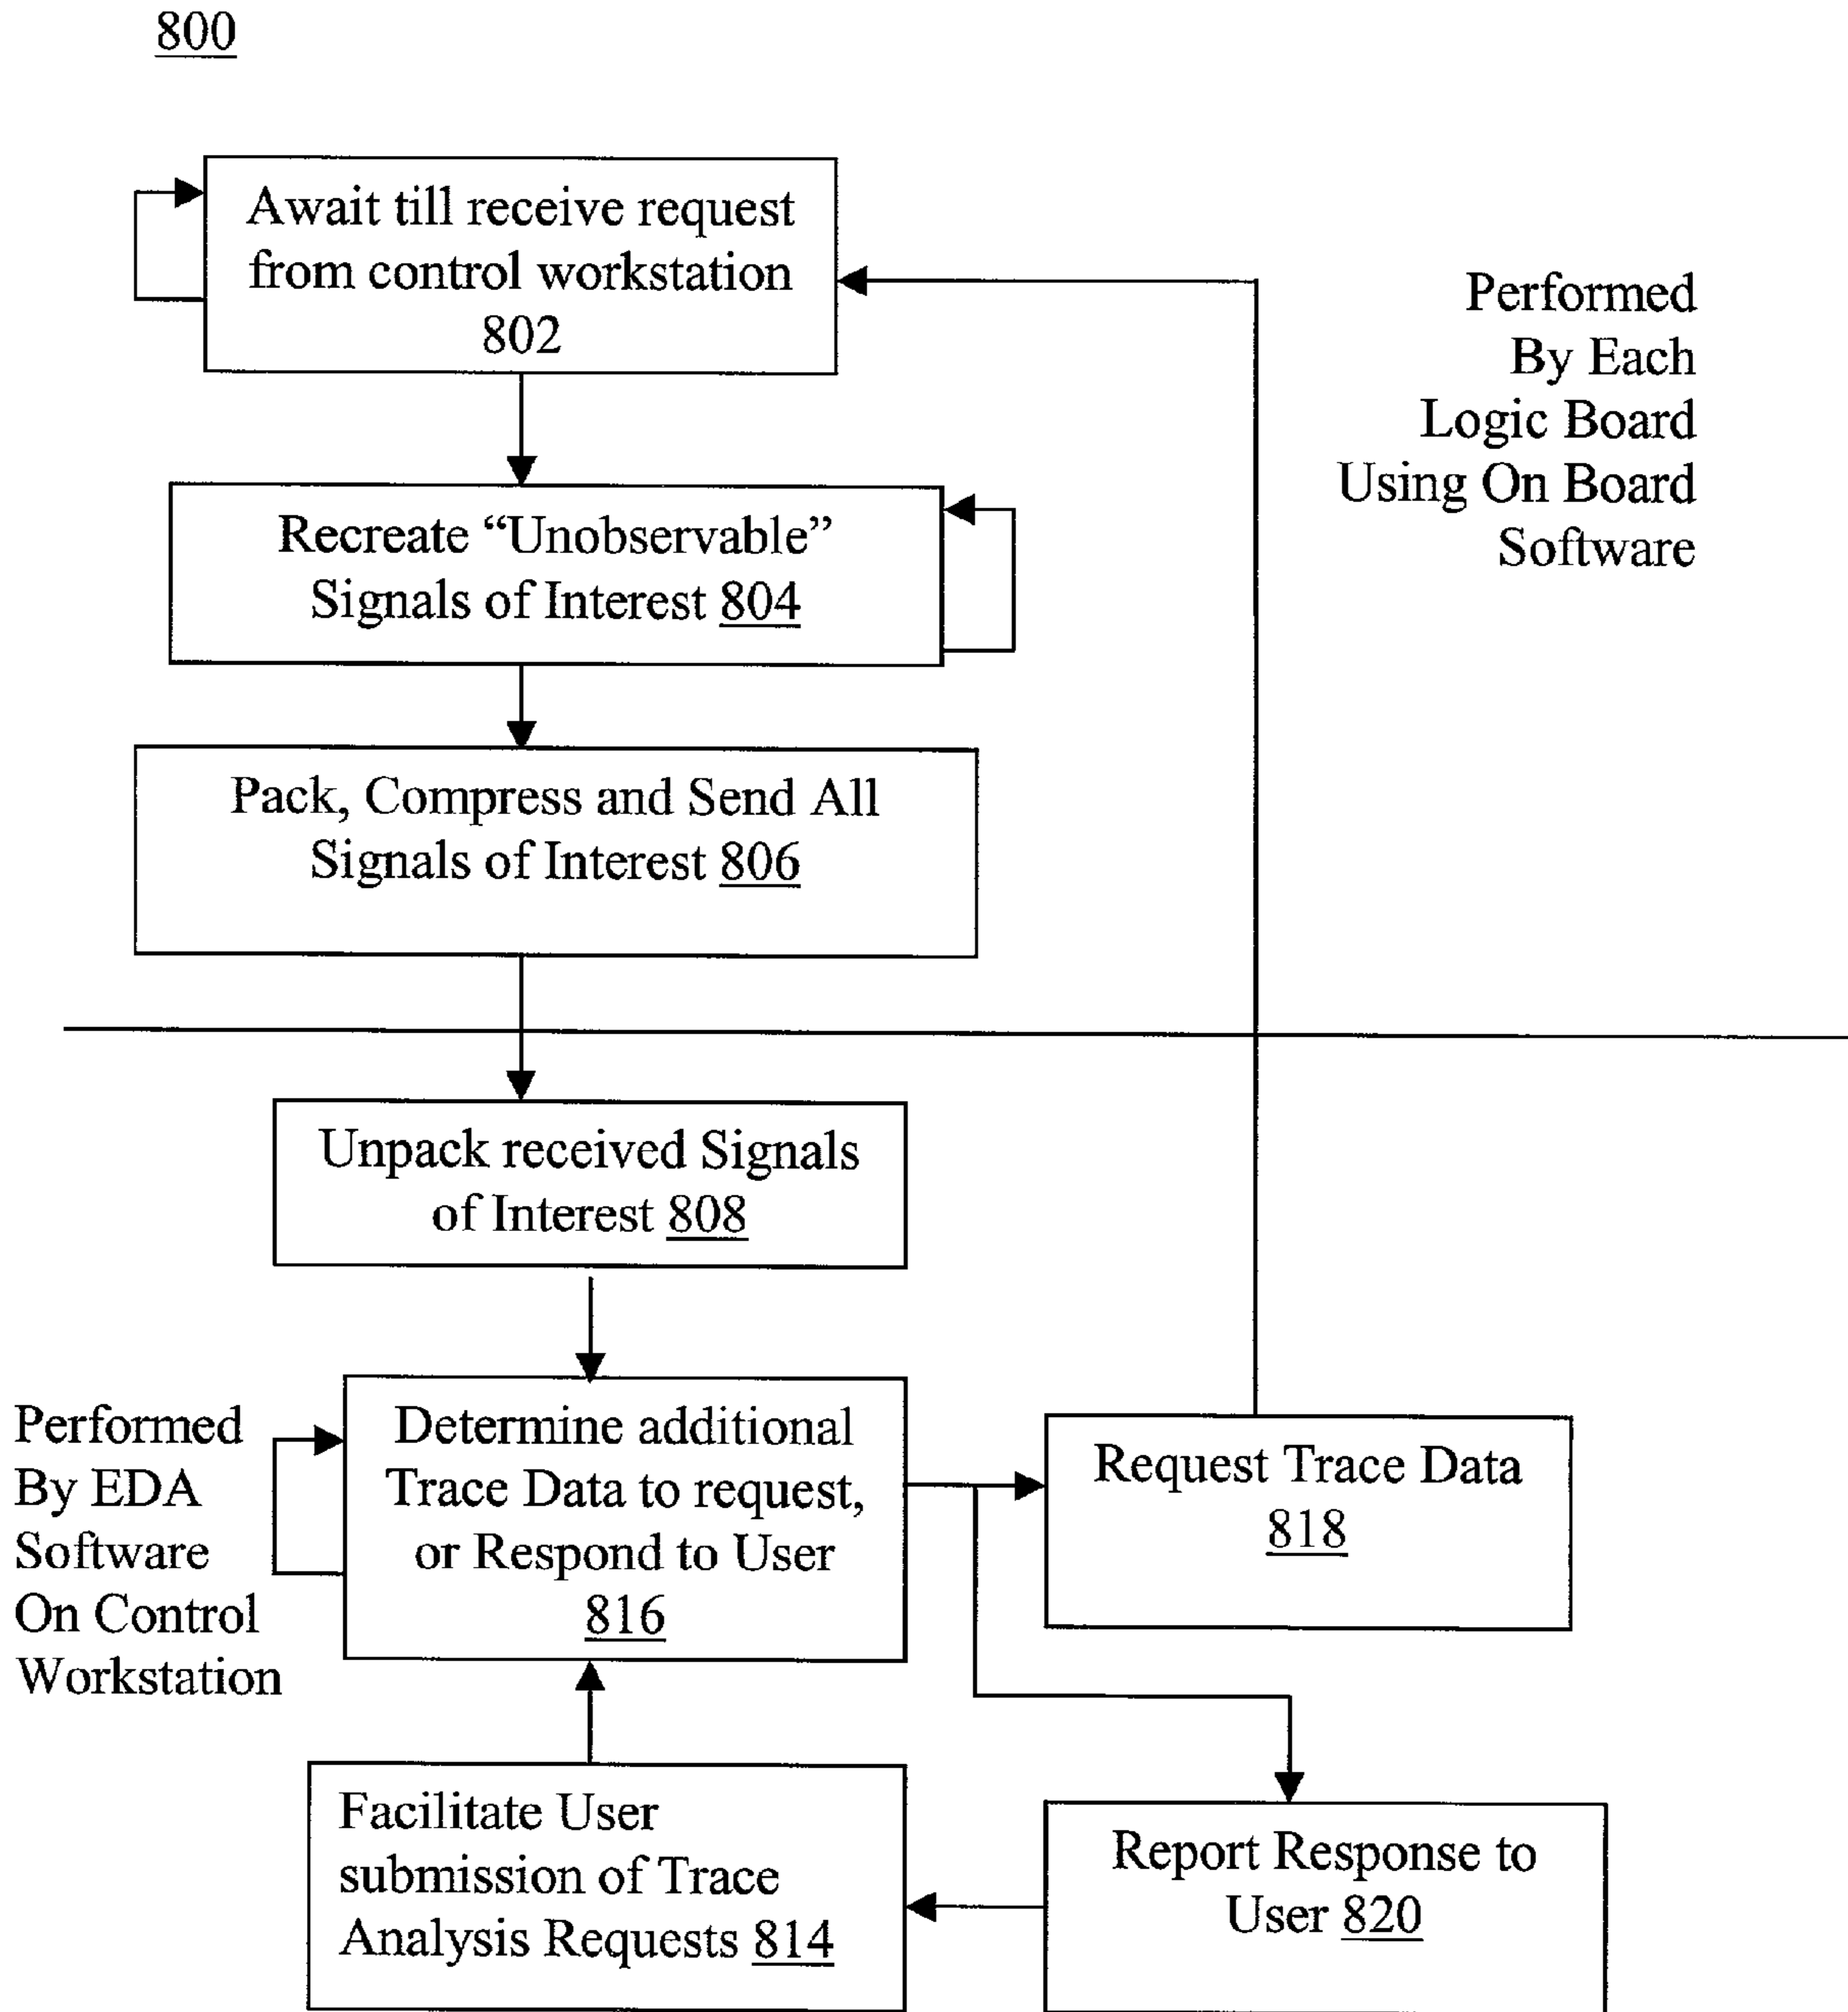 800
Await till receive request
from control workstation
802
Performed
By Each
Logic Board
Using On Board
Software
Recreate “Unobservable”
Signals of Interest 804
Pack, Compress and Send All
Signals of Interest 806
Unpack received Signals
of Interest 808
Performed
By EDA
Software
On Control
Workstation
Determine additional
Trace Data to request,
or Respond to User
816
Request Trace Data
818
Facilitate User
submission of Trace
Analysis Requests 814
Report Response to
User 820